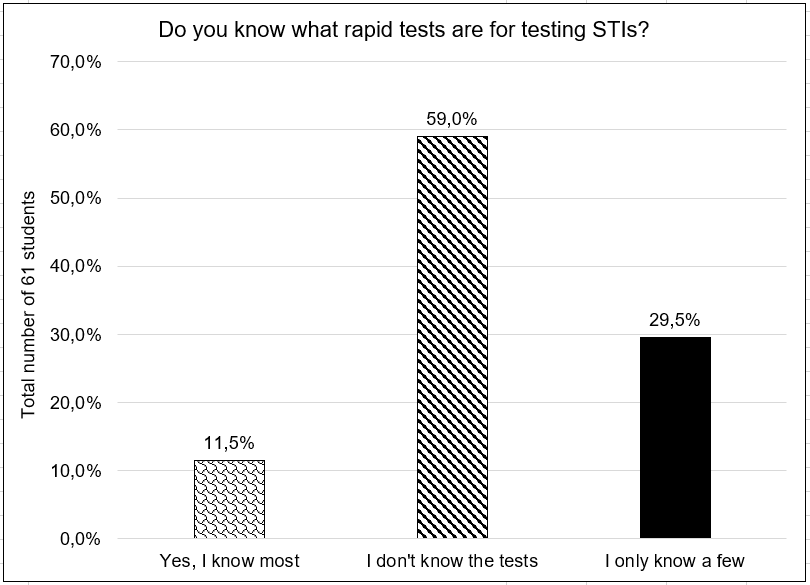 Do you know what rapid tests are for testing STIs?
Total number of 61 students
70,0%
60,0%
50,0%
40,0%
30,0%
20,0%
10,0%
0,0%
11,5%
59,0%
29,5%
Yes, I know most
I don't know the tests
I only know a few